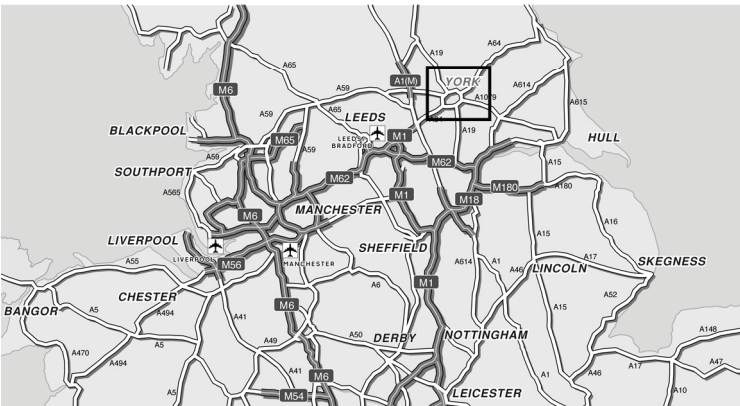 A19
A64
A65
A1(M)
YORK
A59
M6
A614
A1079
A615
A59
A65
LEEDS
BLACKPOOL
M65
LEEDS
BRADFORD
M1
A19
HULL
A59
A59
M62
A15
SOUTHPORT
M62
A180
M180
A565
M1
M18
M6
MANCHESTER
A16
LIVERPOOL
A15
SHEFFIELD
LIVERPOOL
MANCHESTER
M56
A55
A614
A1
A46
A17
LINCOLN
SKEGNESS
CHESTER
A6
M1
A52
BANGOR
A5
A494
M6
A15
A41
A148
A5
A49
A50
DERBY
NOTTINGHAM
A470
A494
A47
A41
A17
A46
M6
A1
A5
M54
LEICESTER
A10